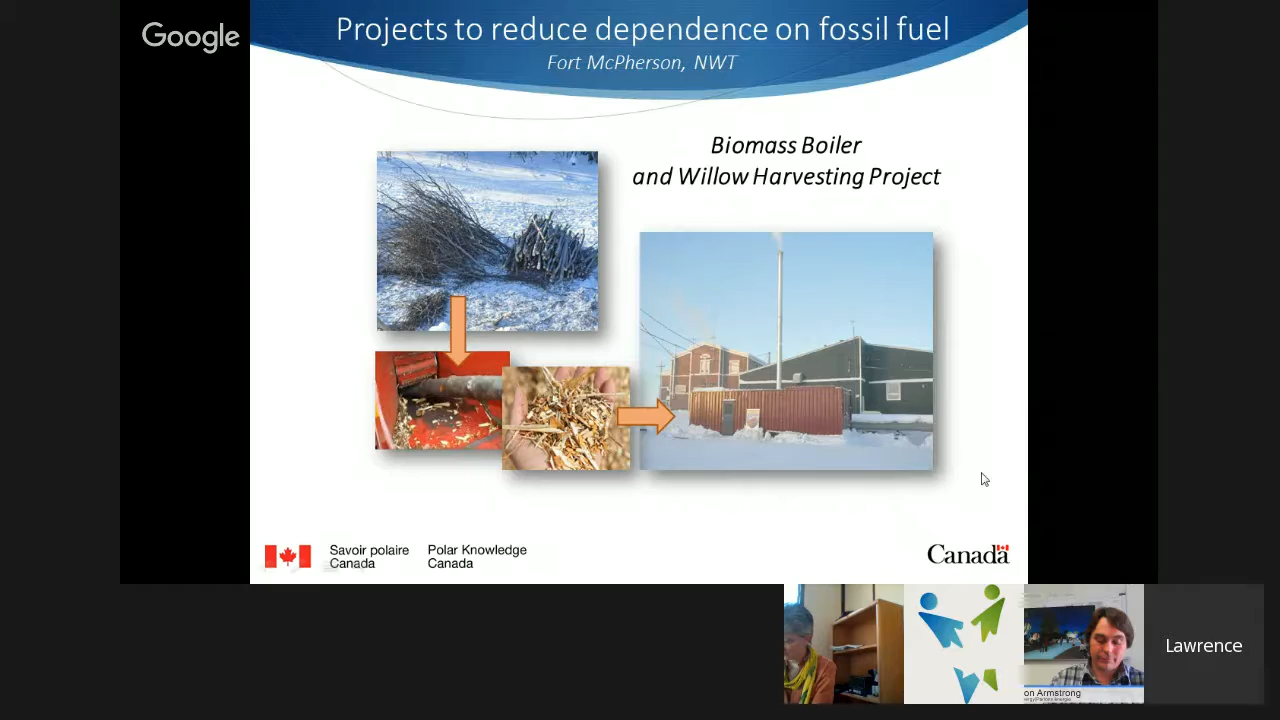 Google
Projects to reduce dependence on fossil fuel
Fort McPherson, NWT
Biomass Boiler
and Willow Harvesting Project
Savoir polaire
Canada
Polar Knowledge
Canada
Canada
on Armstrong
Lawrence